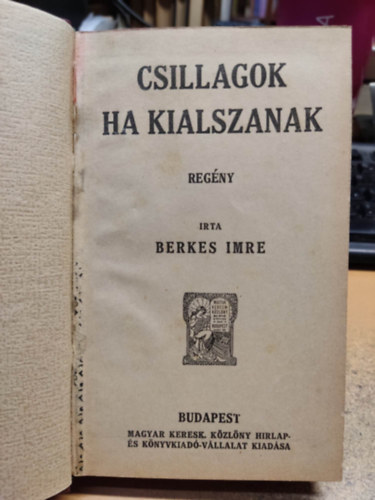 CSILLAGOK
HA KIALSZANAK
REGÉNY
IRTA
BERKES IMRE
BUDAPEST
MAGYAR KERESK. KÖZLÖNY HIRLAP-
ÉS KÖNYVKIADÓ-VÁLLALAT KIADÁSA